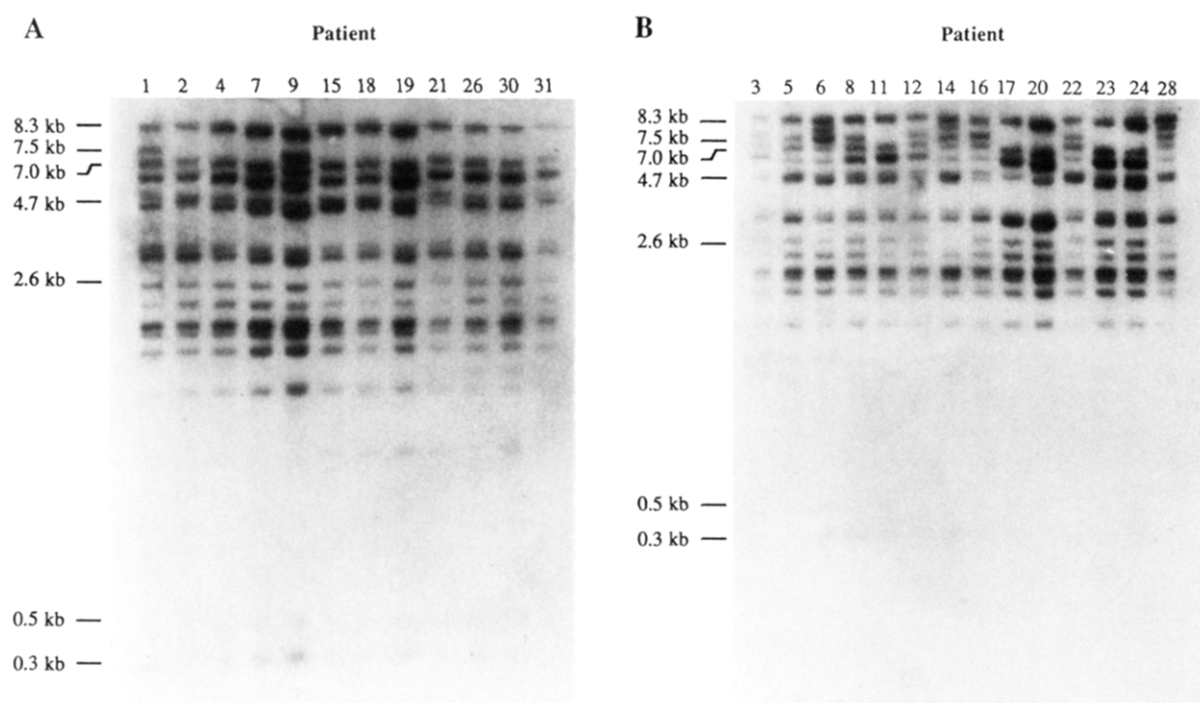 A
Patient
1 2 4 7 9 15 18 19 21 26 30 31
8.3 kb
7.5 kb
7.0 kb
4.7 kb
2.6 kb
0.5 kb
0.3 kb
B
Patient
3 5 6 8 11 12 14 16 17 20 22 23 24 28
8.3 kb
7.5 kb
7.0 kb
4.7 kb
2.6 kb
0.5 kb
0.3 kb